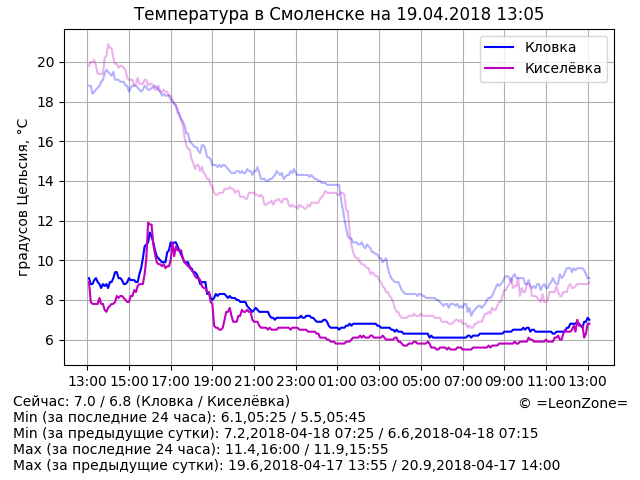 Температура в Смоленске на 19.04.2018 13:05
Кловка
Киселёвка
градусов Цельсия, °C
20
18
16
14
12
10
8
6
13:00 15:00 17:00 19:00 21:00 23:00 01:00 03:00 05:00 07:00 09:00 11:00 13:00
Сейчас: 7.0 / 6.8 (Кловка / Киселёвка)
© =LeonZone=
Min (за последние 24 часа): 6.1,05:25 / 5.5,05:45
Min (за предыдущие сутки): 7.2,2018-04-18 07:25 / 6.6,2018-04-18 07:15
Max (за последние 24 часа): 11.4,16:00 / 11.9,15:55
Max (за предыдущие сутки): 19.6,2018-04-17 13:55 / 20.9,2018-04-17 14:00